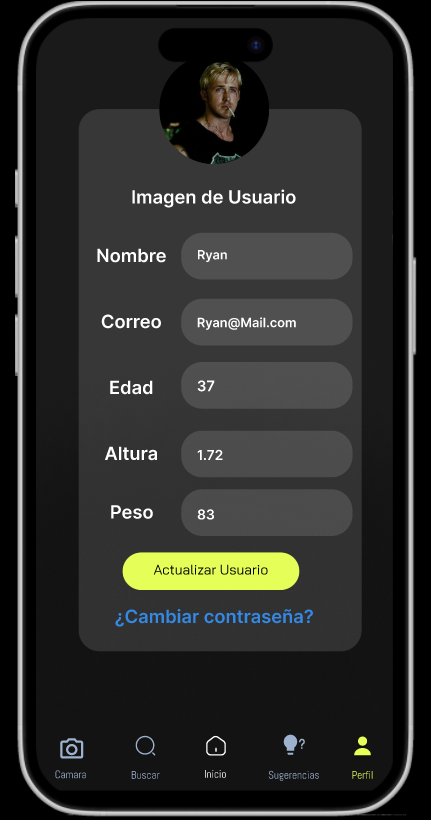 Imagen de Usuario
Nombre Ryan
Correo Ryan@Mail.com
Edad 37
Altura 1.72
Peso 83
Actualizar Usuario
¿Cambiar contraseña?
Camara Buscar Inicio Sugerencias Perfil